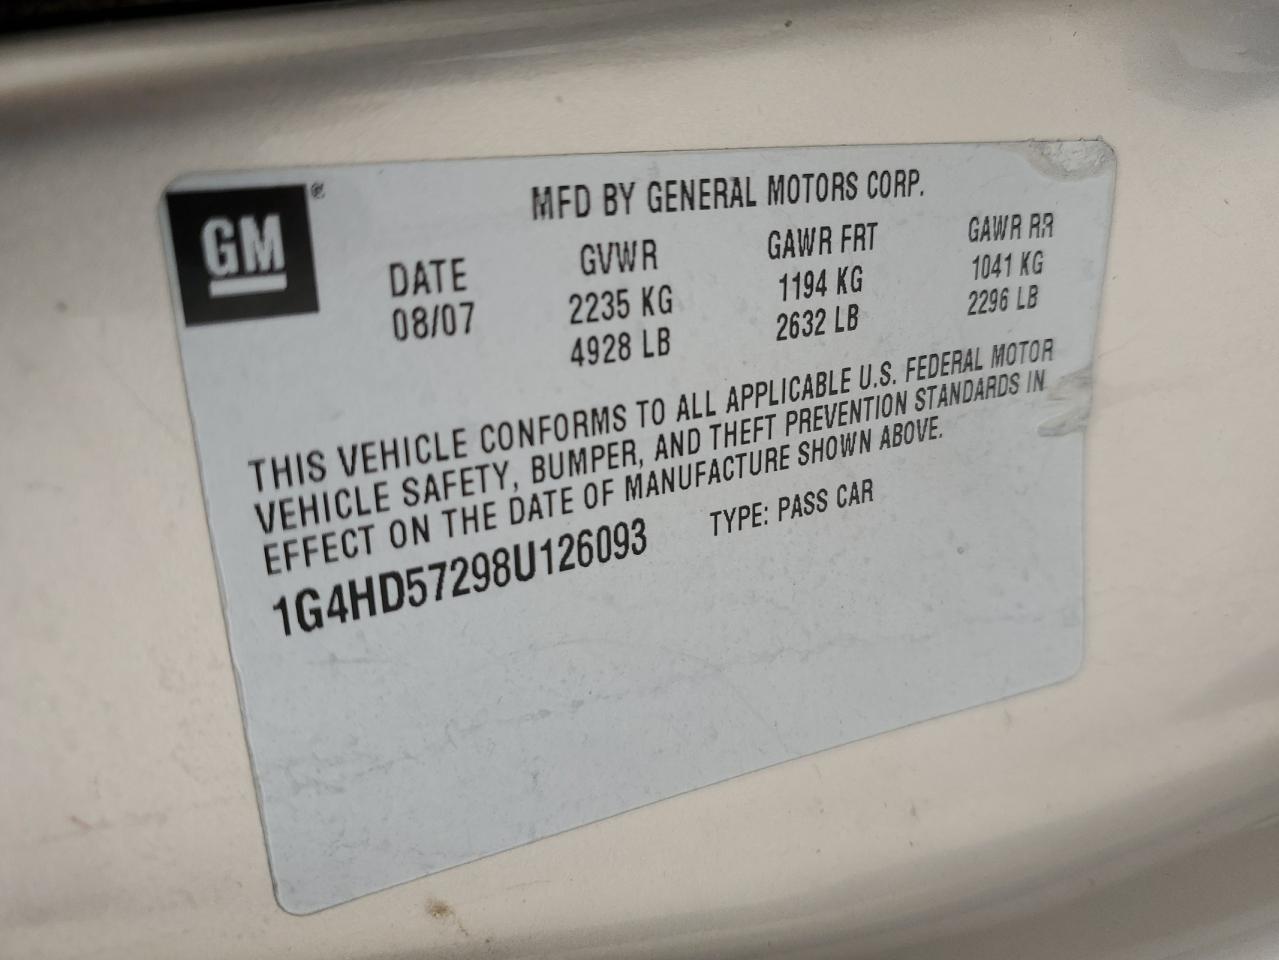 GM ®
MFD BY GENERAL MOTORS CORP.
DATE GVWR GAWR FRT GAWR RR
08/07 2235 KG 1194 KG 1041 KG
4928 LB 2632 LB 2296 LB
THIS VEHICLE CONFORMS TO ALL APPLICABLE U.S. FEDERAL MOTOR
VEHICLE SAFETY, BUMPER, AND THEFT PREVENTION STANDARDS IN
EFFECT ON THE DATE OF MANUFACTURE SHOWN ABOVE.
1G4HD57298U126093 TYPE: PASS CAR